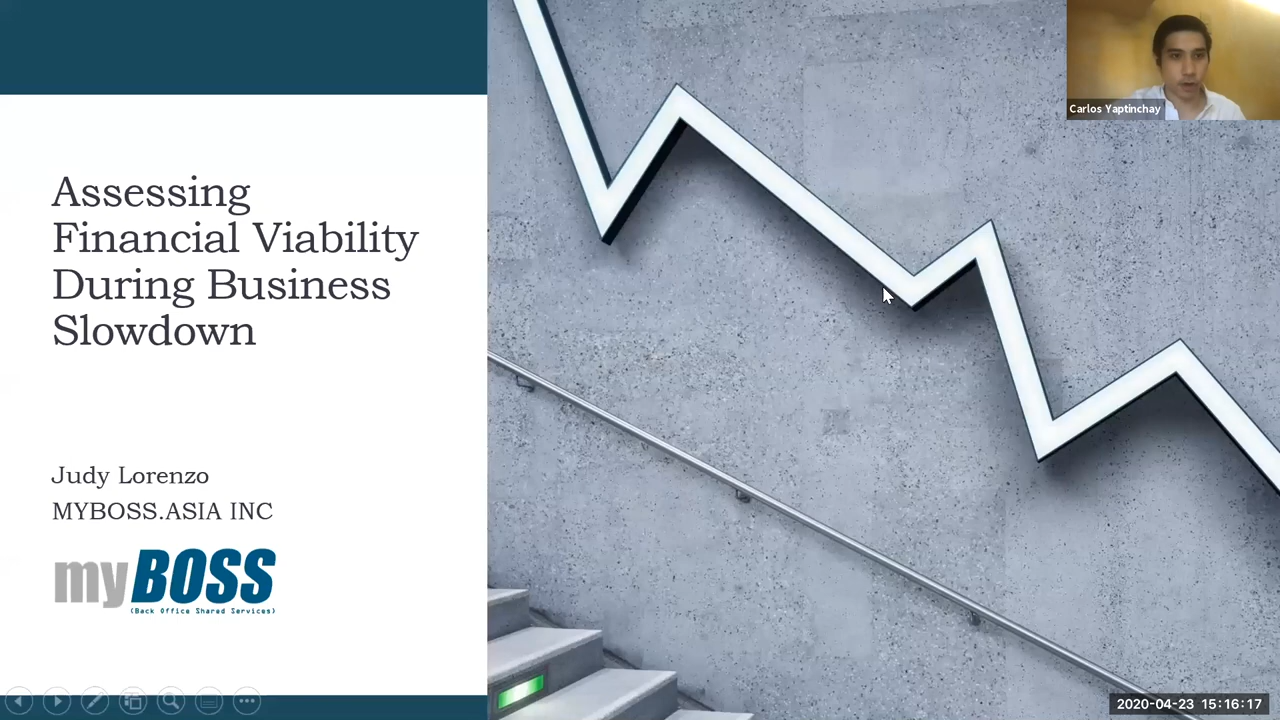 Carlos Yaptinchay
Assessing
Financial Viability
During Business
Slowdown
Judy Lorenzo
MYBOSS.ASIA INC
myBOSS
(Back Office Shared Services)
2020-04-23 15:16:17